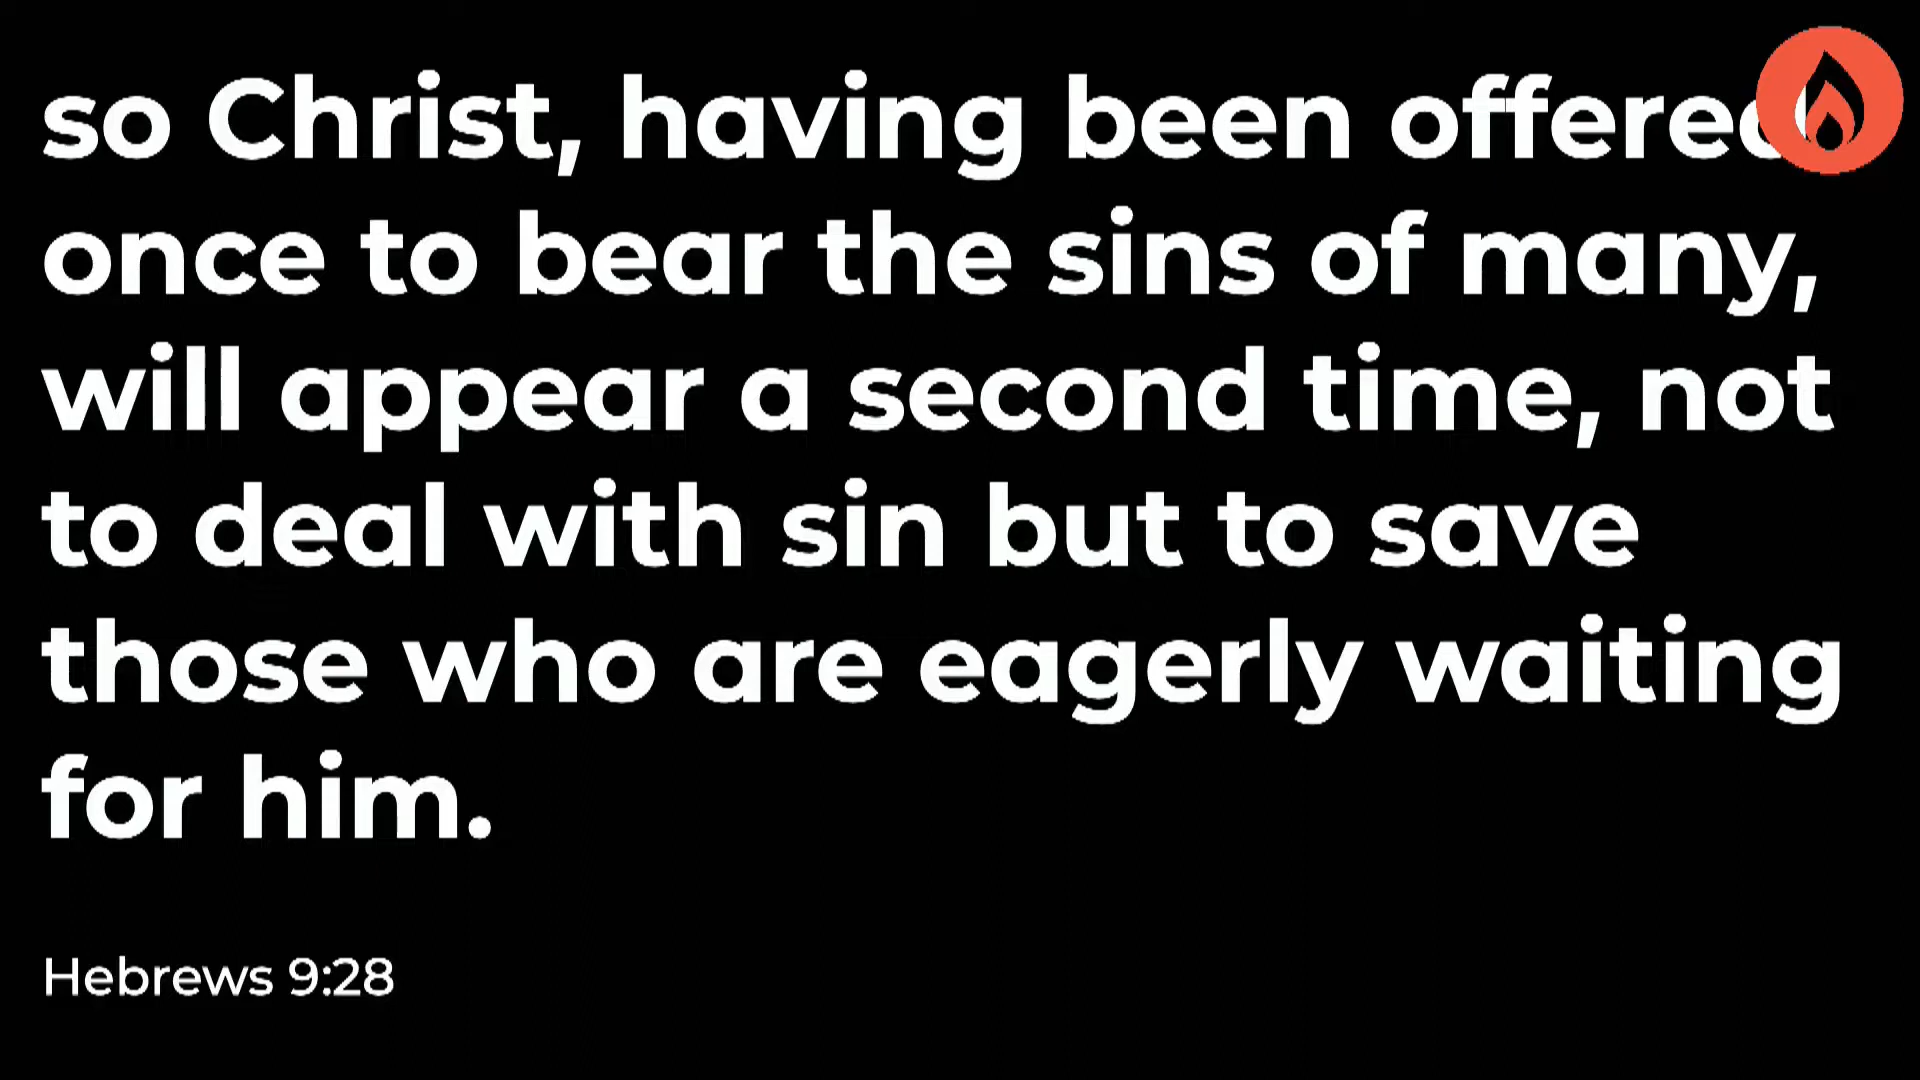 so Christ, having been offered
once to bear the sins of many,
will appear a second time, not
to deal with sin but to save
those who are eagerly waiting
for him.
Hebrews 9:28